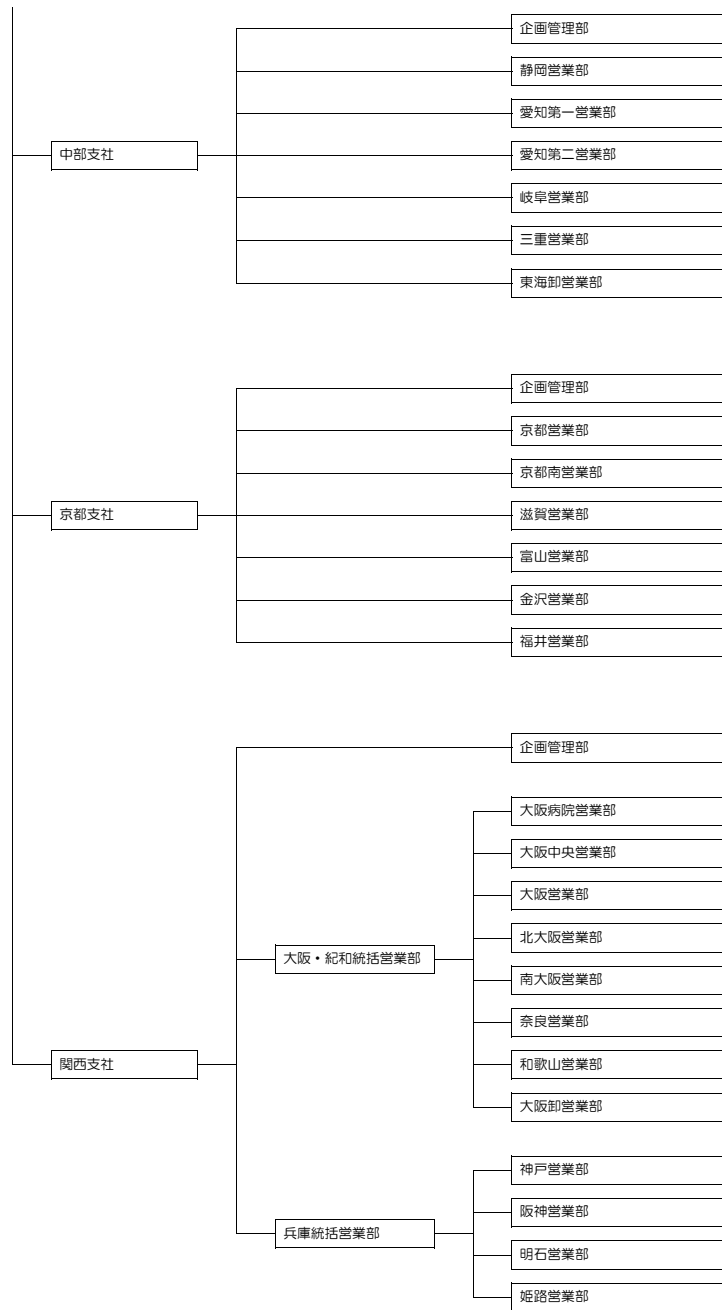 中部支社
企画管理部
静岡営業部
愛知第一営業部
愛知第二営業部
岐阜営業部
三重営業部
東海卸営業部
京都支社
企画管理部
京都営業部
京都南営業部
滋賀営業部
富山営業部
金沢営業部
福井営業部
関西支社
企画管理部
大阪・紀和統括営業部
大阪病院営業部
大阪中央営業部
大阪営業部
北大阪営業部
南大阪営業部
奈良営業部
和歌山営業部
大阪卸営業部
兵庫統括営業部
神戸営業部
阪神営業部
明石営業部
姫路営業部